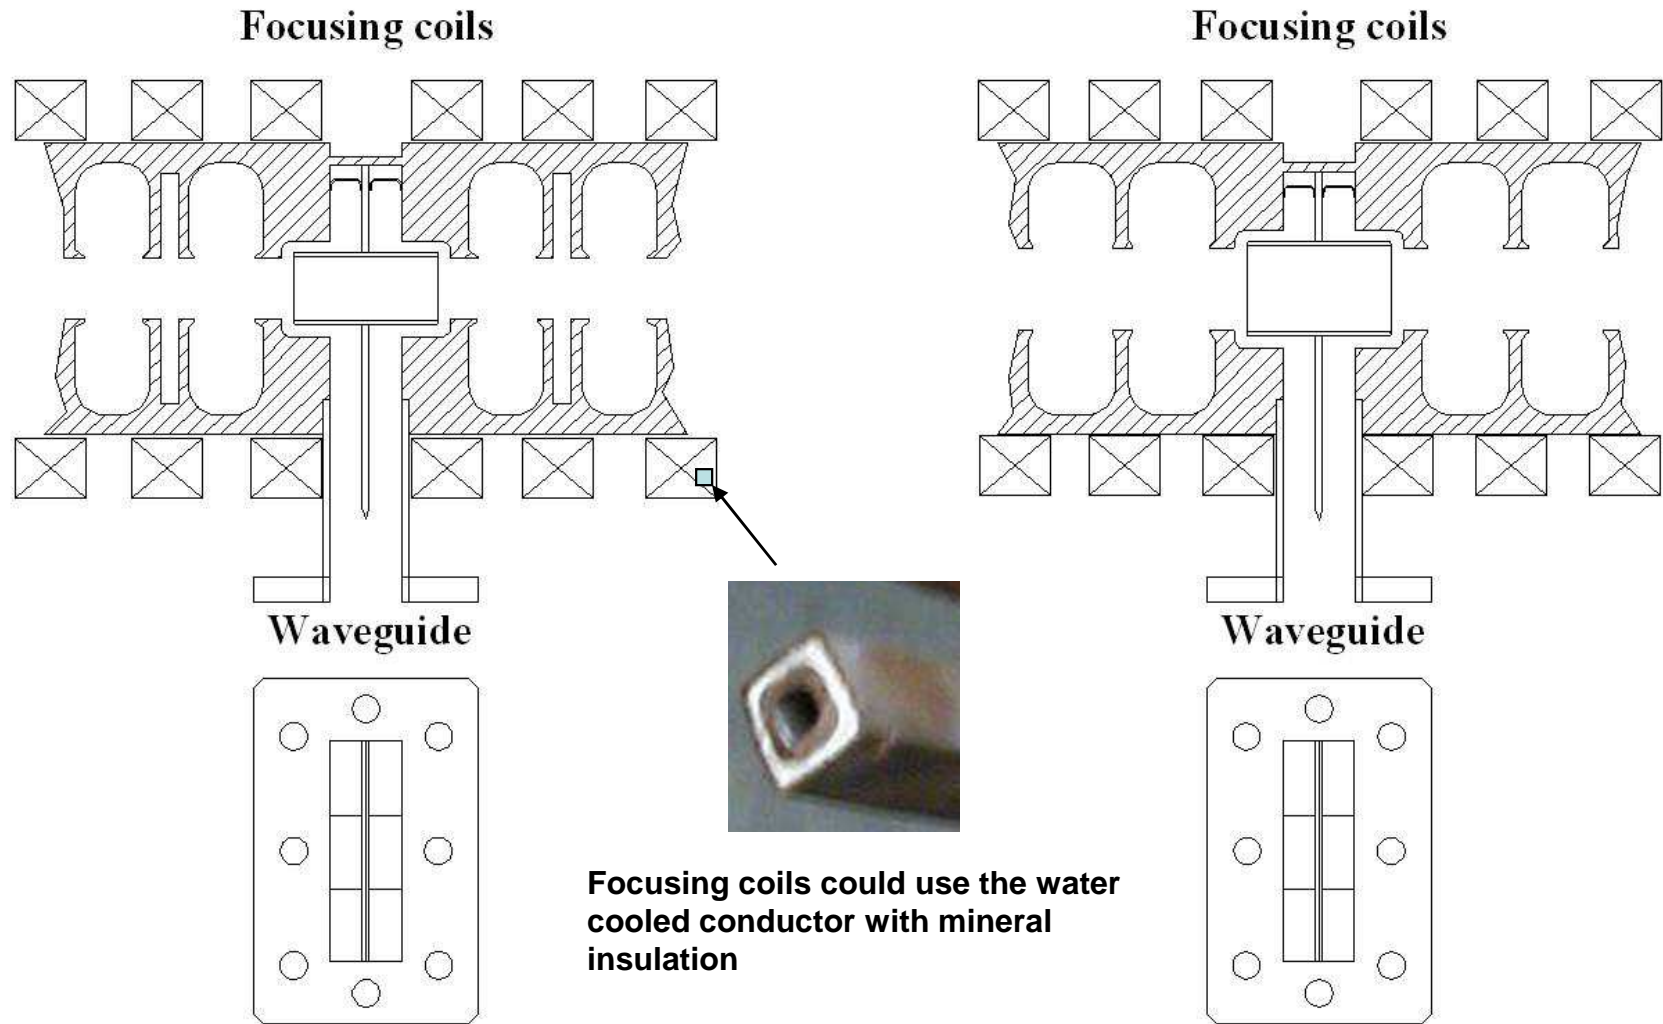 Focusing coils
Focusing coils
Waveguide
Waveguide
Focusing coils could use the water
cooled conductor with mineral
insulation